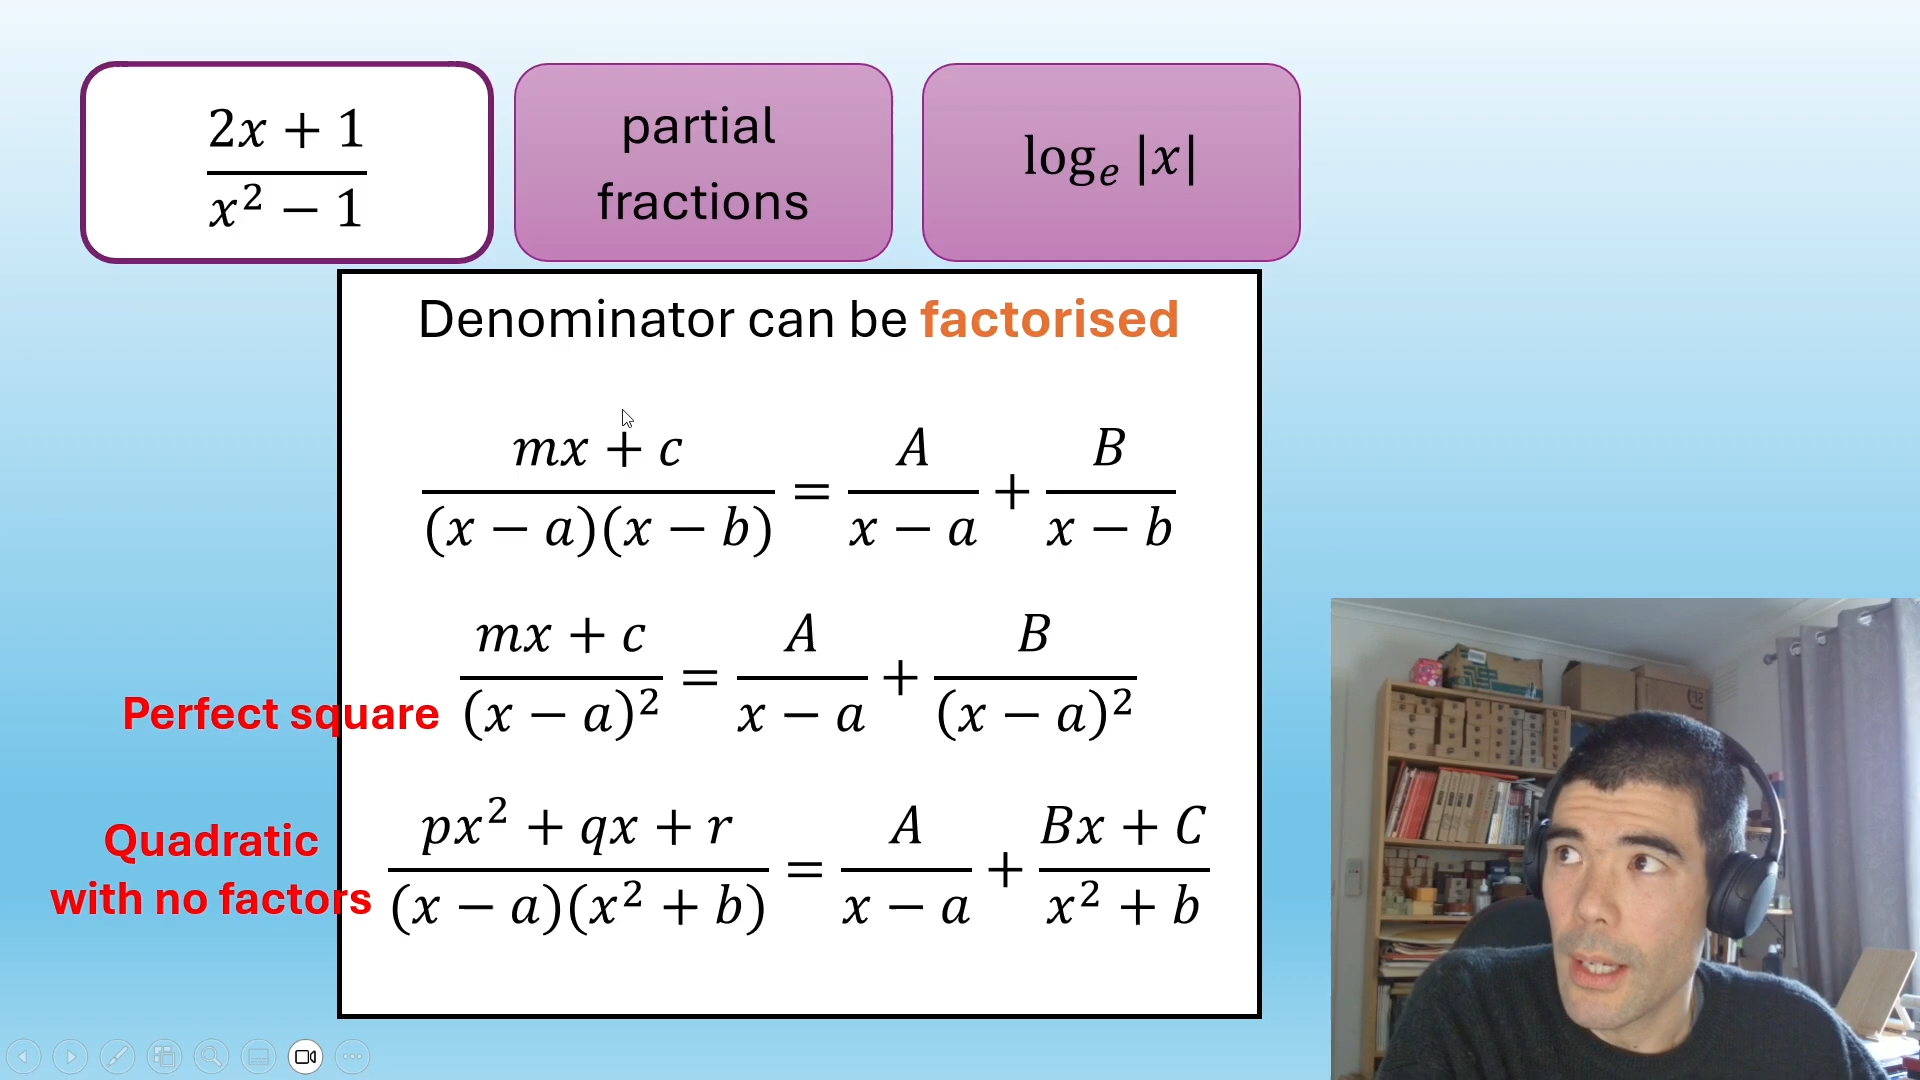 2x + 1
x² − 1
partial
fractions
logₑ |x|
Denominator can be factorised
mx + c / (x − a)(x − b) = A / x − a + B / x − b
Perfect square
mx + c / (x − a)² = A / x − a + B / (x − a)²
Quadratic
with no factors
px² + qx + r / (x − a)(x² + b) = A / x − a + Bx + C / x² + b